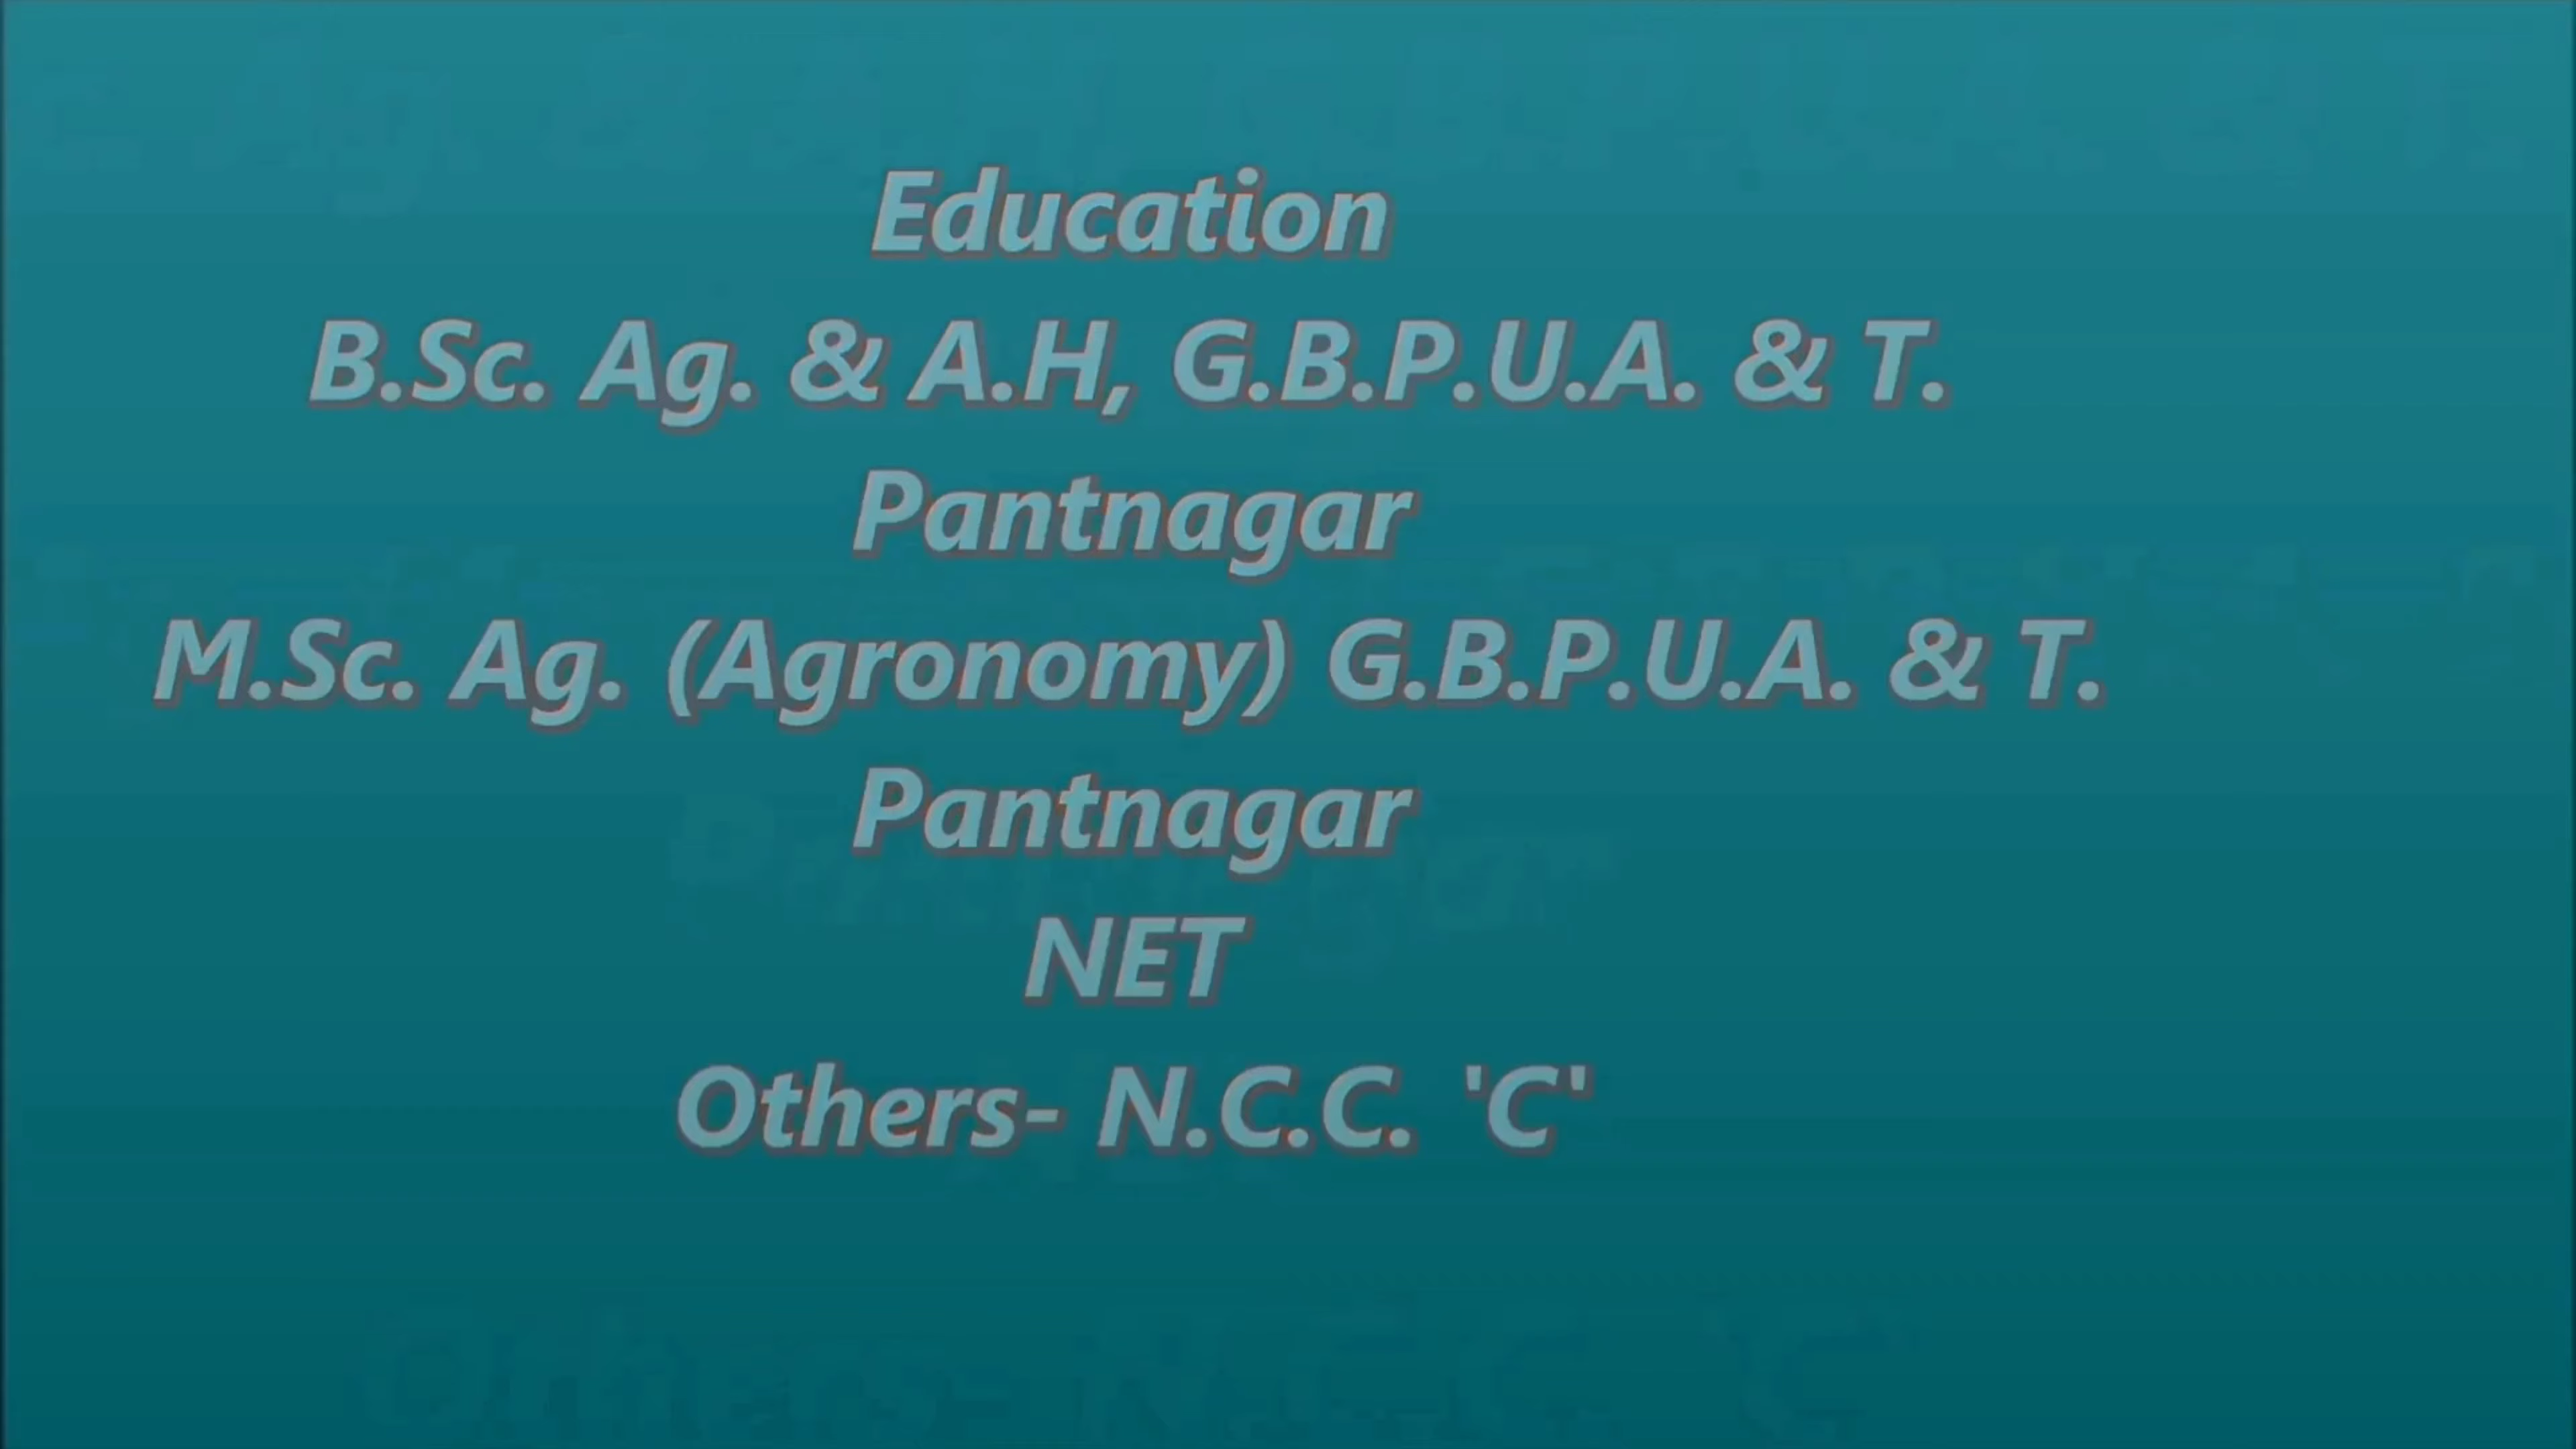 Education
B.Sc. Ag. & A.H, G.B.P.U.A. & T.
Pantnagar
M.Sc. Ag. (Agronomy) G.B.P.U.A. & T.
Pantnagar
NET
Others- N.C.C. 'C'